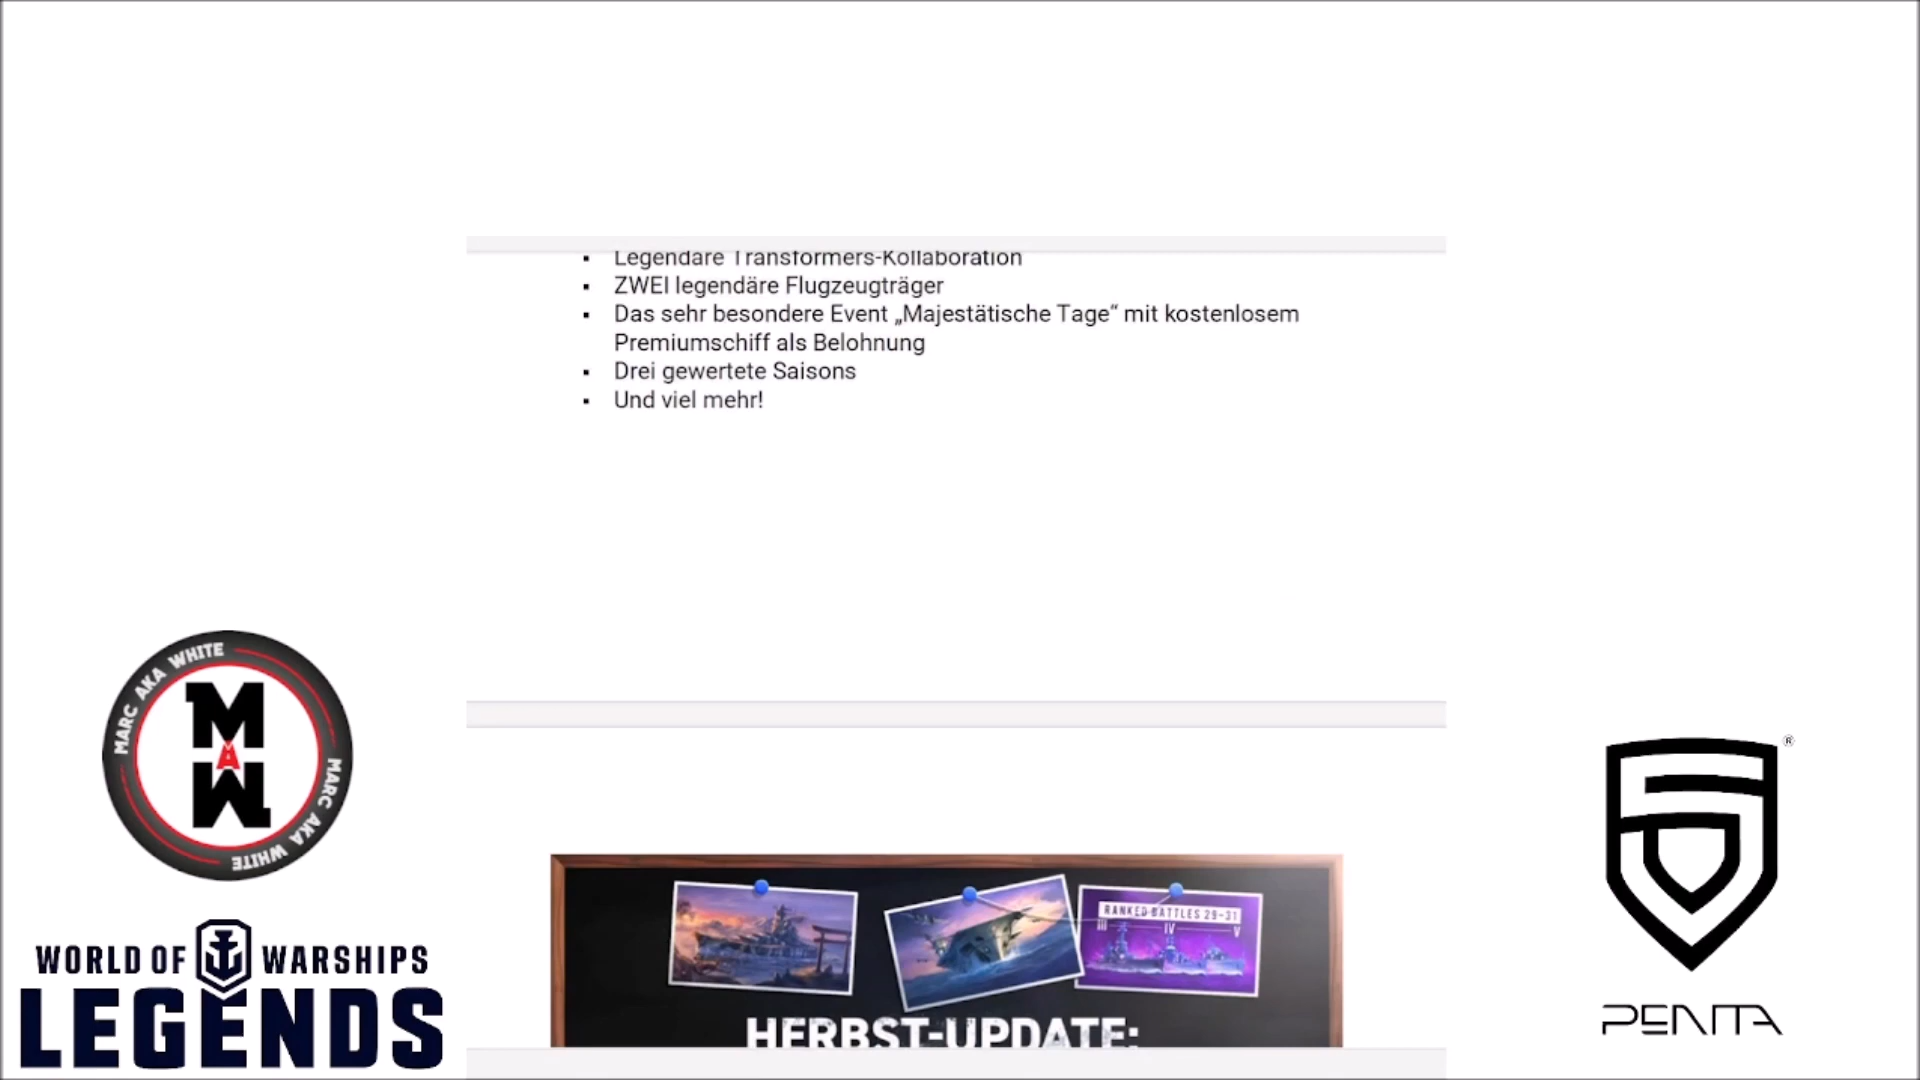 Legendäre Transformers-Kollaboration
ZWEI legendäre Flugzeugträger
Das sehr besondere Event „Majestätische Tage“ mit kostenlosem
Premiumschiff als Belohnung
Drei gewertete Saisons
Und viel mehr!
MARC AKA WHITE
MARC AKA WHITE
M
A
W
WORLD OF WARSHIPS
LEGENDS
RANKED BATTLES 29-31
III IV V
HERBST-UPDATE:
®
PENTA